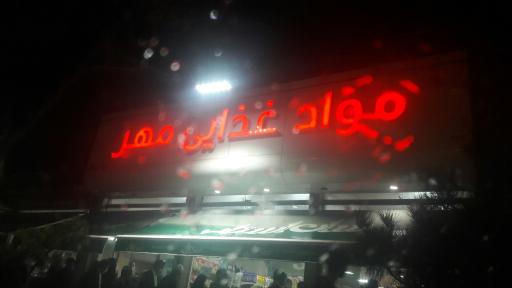 مواد غذایی مهر